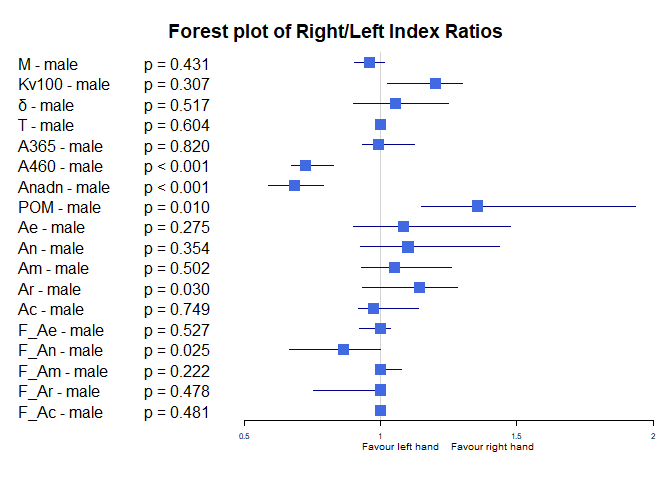 Forest plot of Right/Left Index Ratios
M - male p = 0.431
Kv100 - male p = 0.307
δ - male p = 0.517
T - male p = 0.604
A365 - male p = 0.820
A460 - male p < 0.001
Anadn - male p < 0.001
POM - male p = 0.010
Ae - male p = 0.275
An - male p = 0.354
Am - male p = 0.502
Ar - male p = 0.030
Ac - male p = 0.749
F_Ae - male p = 0.527
F_An - male p = 0.025
F_Am - male p = 0.222
F_Ar - male p = 0.478
F_Ac - male p = 0.481
0.5 1 1.5 2
Favour left hand Favour right hand